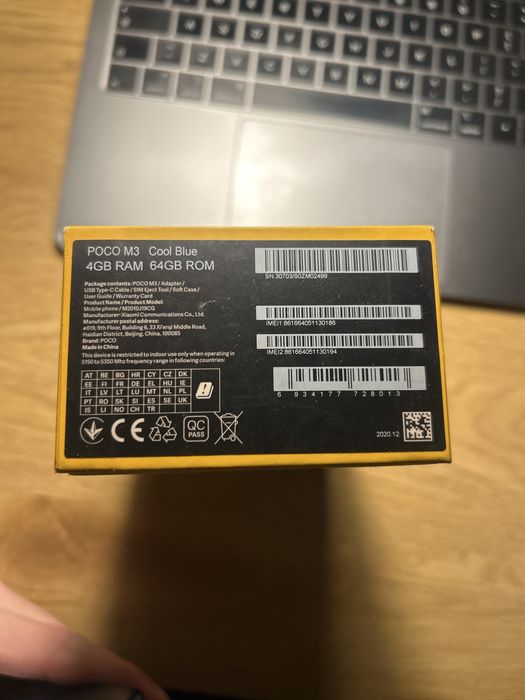 POCO M3 Cool Blue
4GB RAM 64GB ROM
Package contents: POCO M3 / Adapter /
USB Type-C Cable / SIM Eject Tool / Soft Case /
User Guide / Warranty Card
Product Name / Product Model:
Mobile phone / M2010J19CG
Manufacturer: Xiaomi Communications Co., Ltd.
Manufacturer postal address:
#019, 9th Floor, Building 6, 33 Xi'erqi Middle Road,
Haidian District, Beijing, China, 100085
Brand: POCO
Made in China
This device is restricted to indoor use only when operating in
5150 to 5350 Mhz frequency range in following countries:
AT BE BG HR CY CZ DK
EE FI FR DE EL HU IE
IT LV LT LU MT NL PL
PT RO SK SI ES SE UK
IS LI NO CH TR
CE
QC
PASS
SN:30703/S0ZM02499
IMEI1:861664051130186
IMEI2:861664051130194
6 934177 728013
2020.12